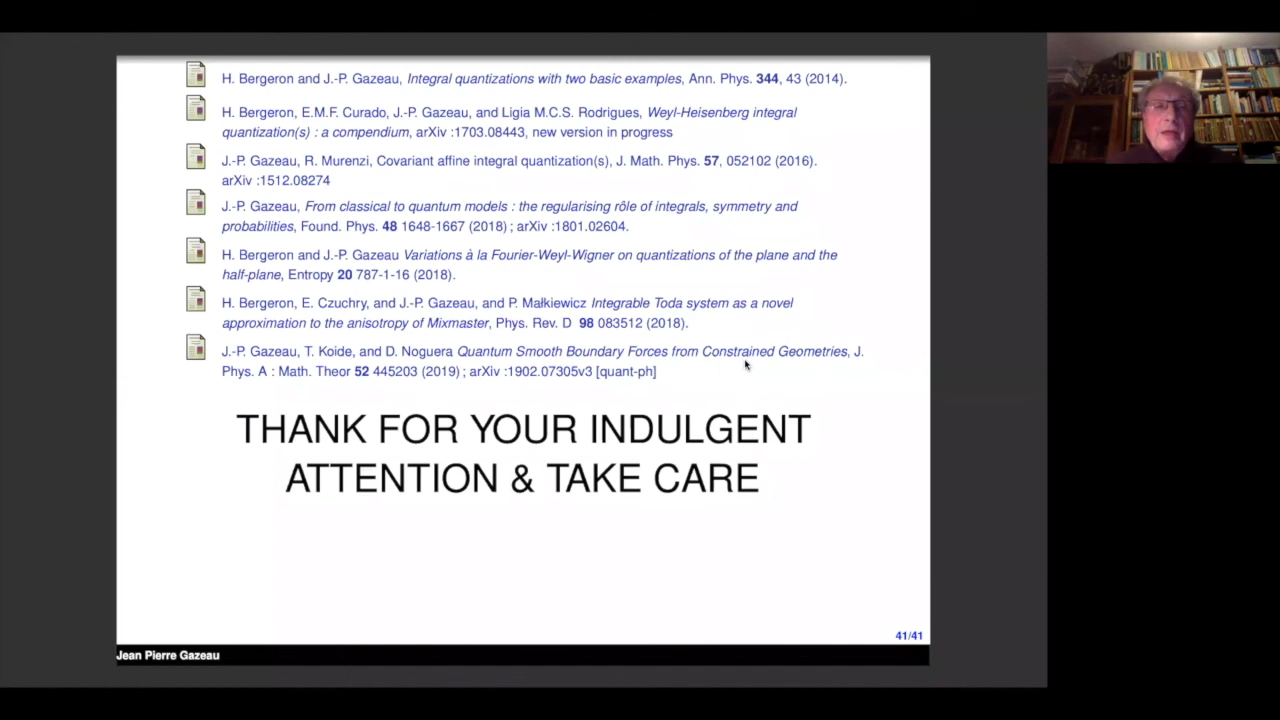 H. Bergeron and J.-P. Gazeau, Integral quantizations with two basic examples, Ann. Phys. 344, 43 (2014).
H. Bergeron, E.M.F. Curado, J.-P. Gazeau, and Ligia M.C.S. Rodrigues, Weyl-Heisenberg integral
quantization(s) : a compendium, arXiv :1703.08443, new version in progress
J.-P. Gazeau, R. Murenzi, Covariant affine integral quantization(s), J. Math. Phys. 57, 052102 (2016).
arXiv :1512.08274
J.-P. Gazeau, From classical to quantum models : the regularising rôle of integrals, symmetry and
probabilities, Found. Phys. 48 1648-1667 (2018) ; arXiv :1801.02604.
H. Bergeron and J.-P. Gazeau Variations à la Fourier-Weyl-Wigner on quantizations of the plane and the
half-plane, Entropy 20 787-1-16 (2018).
H. Bergeron, E. Czuchry, and J.-P. Gazeau, and P. Małkiewicz Integrable Toda system as a novel
approximation to the anisotropy of Mixmaster, Phys. Rev. D 98 083512 (2018).
J.-P. Gazeau, T. Koide, and D. Noguera Quantum Smooth Boundary Forces from Constrained Geometries, J.
Phys. A : Math. Theor 52 445203 (2019) ; arXiv :1902.07305v3 [quant-ph]
THANK FOR YOUR INDULGENT
ATTENTION & TAKE CARE
41/41
Jean Pierre Gazeau